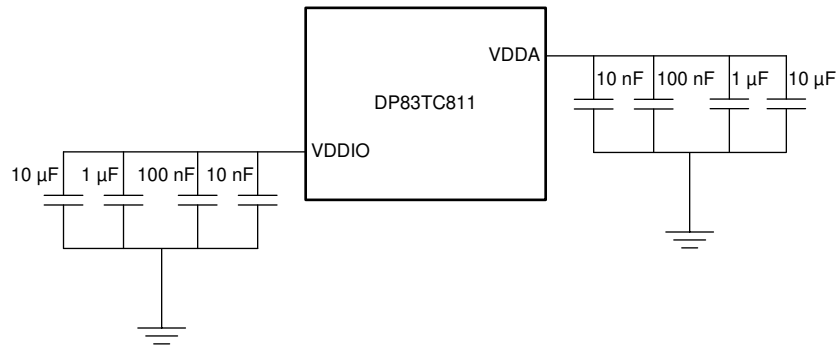 VDDA
10 nF 100 nF 1 µF 10 µF
DP83TC811
VDDIO
10 µF 1 µF 100 nF 10 nF